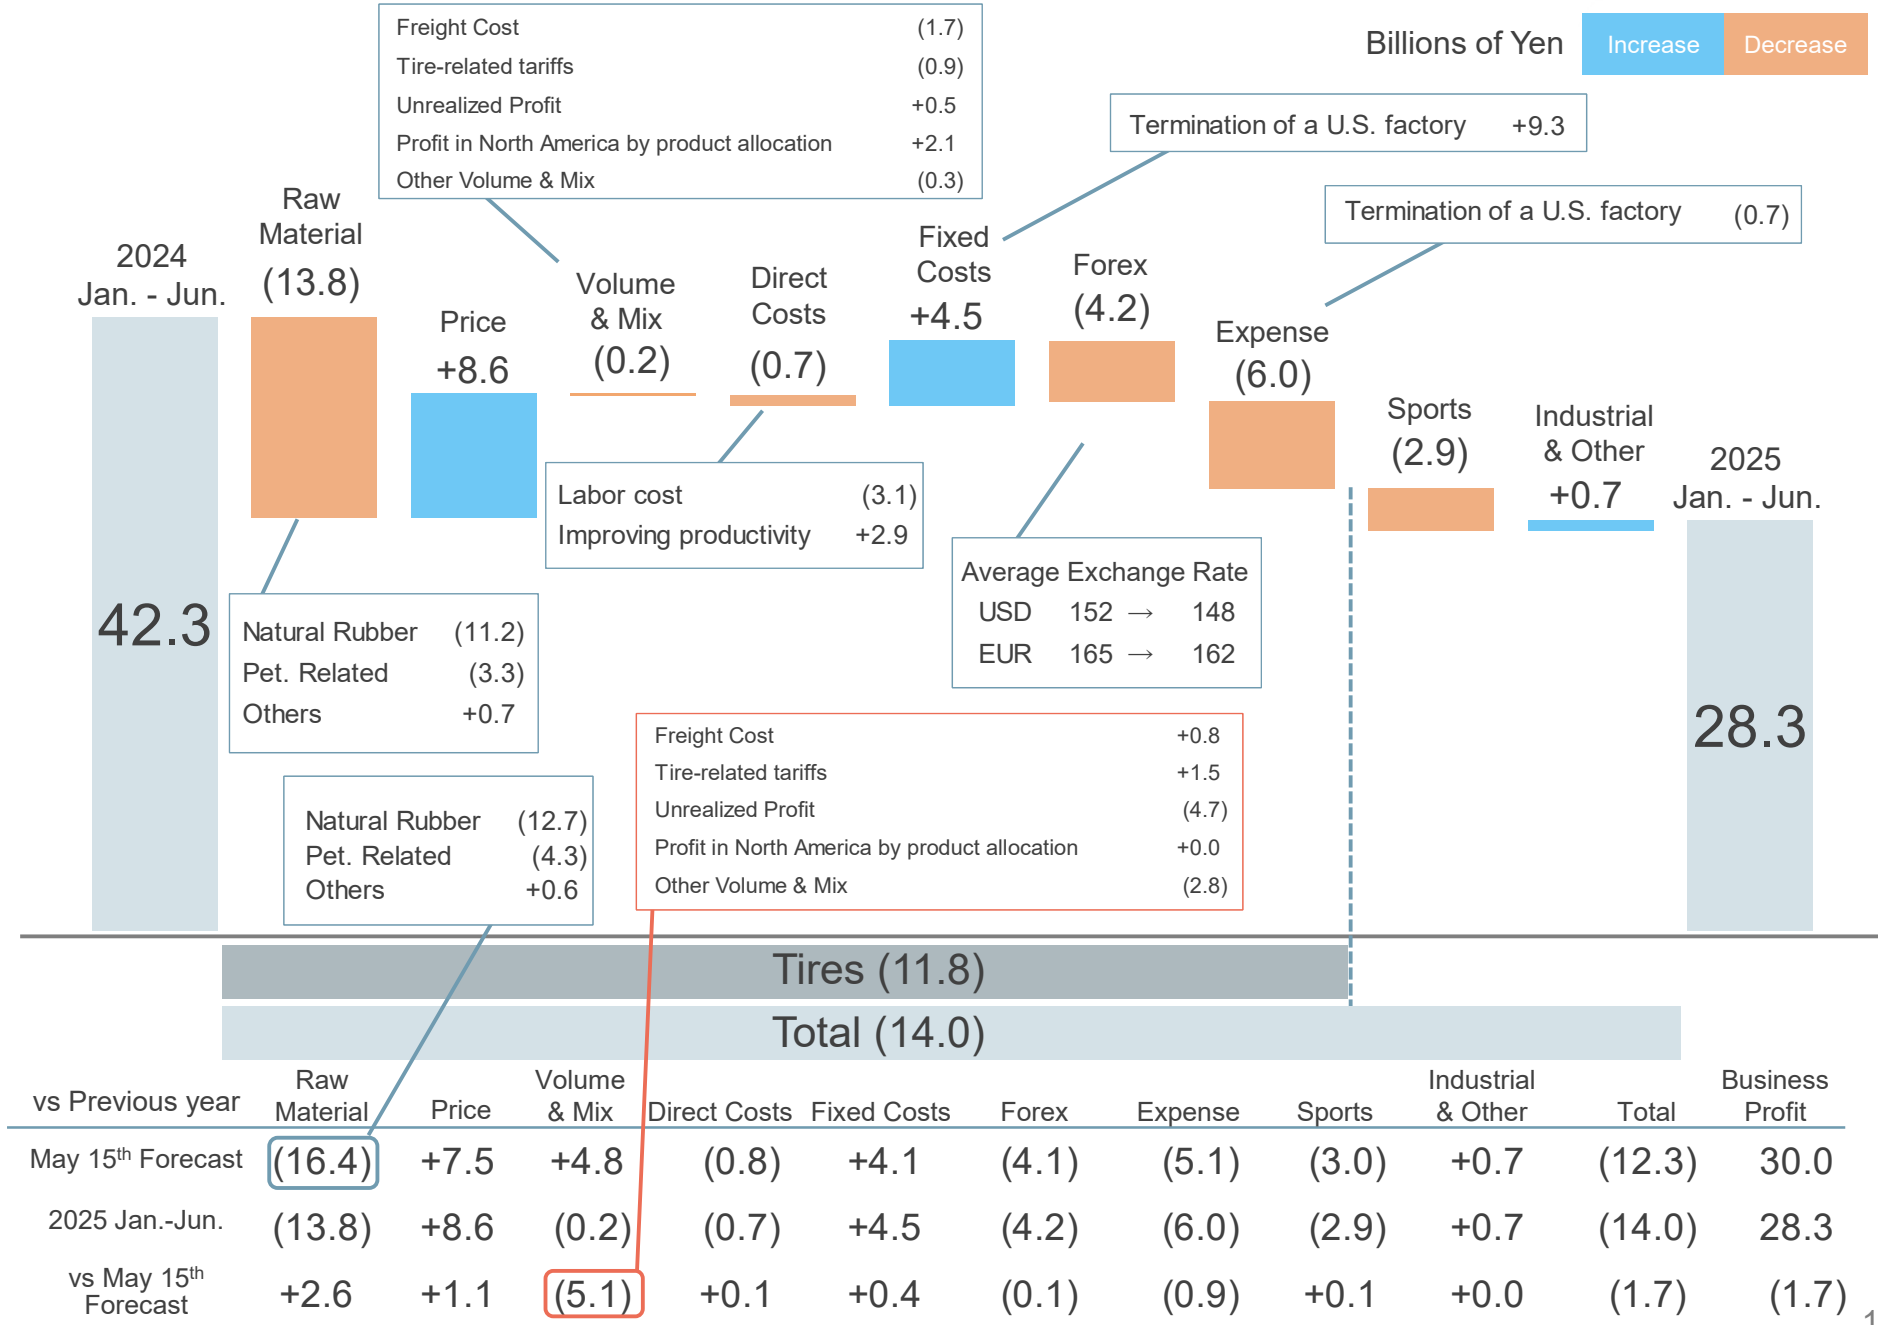 Billions of Yen Increase Decrease
Freight Cost (1.7)
Tire-related tariffs (0.9)
Unrealized Profit +0.5
Profit in North America by product allocation +2.1
Other Volume & Mix (0.3)
Termination of a U.S. factory +9.3
Termination of a U.S. factory (0.7)
2024
Jan. - Jun.
42.3
Raw
Material
(13.8)
Price
+8.6
Volume
& Mix
(0.2)
Direct
Costs
(0.7)
Fixed
Costs
+4.5
Forex
(4.2)
Expense
(6.0)
Sports
(2.9)
Industrial
& Other
+0.7
2025
Jan. - Jun.
28.3
Labor cost (3.1)
Improving productivity +2.9
Average Exchange Rate
USD 152 → 148
EUR 165 → 162
Natural Rubber (11.2)
Pet. Related (3.3)
Others +0.7
Natural Rubber (12.7)
Pet. Related (4.3)
Others +0.6
Freight Cost +0.8
Tire-related tariffs +1.5
Unrealized Profit (4.7)
Profit in North America by product allocation +0.0
Other Volume & Mix (2.8)
Tires (11.8)
Total (14.0)
vs Previous year Raw Material Price Volume & Mix Direct Costs Fixed Costs Forex Expense Sports Industrial & Other Total Business Profit
May 15th Forecast (16.4) +7.5 +4.8 (0.8) +4.1 (4.1) (5.1) (3.0) +0.7 (12.3) 30.0
2025 Jan.-Jun. (13.8) +8.6 (0.2) (0.7) +4.5 (4.2) (6.0) (2.9) +0.7 (14.0) 28.3
vs May 15th Forecast +2.6 +1.1 (5.1) +0.1 +0.4 (0.1) (0.9) +0.1 +0.0 (1.7) (1.7)